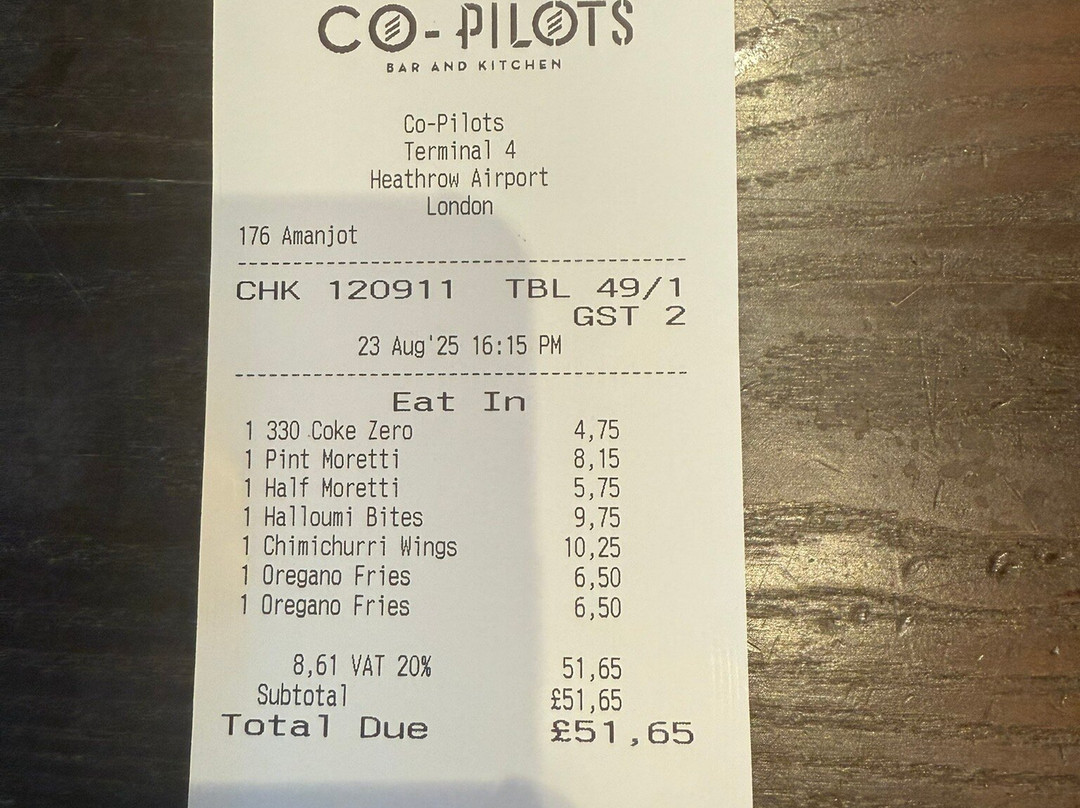 CO-PILOTS
BAR AND KITCHEN
Co-Pilots
Terminal 4
Heathrow Airport
London
176 Amanjot
CHK 120911 TBL 49/1
GST 2
23 Aug'25 16:15 PM
Eat In
1 330 Coke Zero 4,75
1 Pint Moretti 8,15
1 Half Moretti 5,75
1 Halloumi Bites 9,75
1 Chimichurri Wings 10,25
1 Oregano Fries 6,50
1 Oregano Fries 6,50
8,61 VAT 20% 51,65
Subtotal £51,65
Total Due £51,65